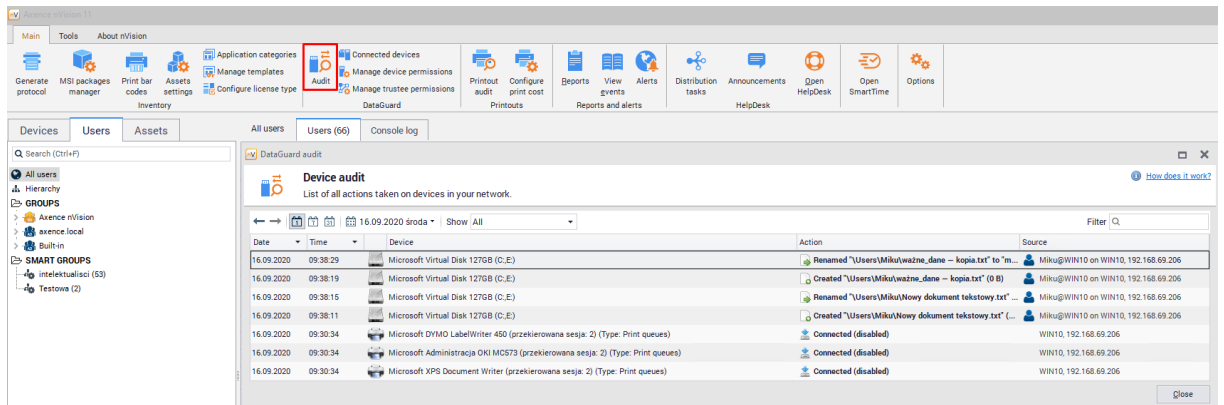 nV Axence nVision 11
Main Tools About nVision
Generate protocol
MSI packages manager
Print bar codes
Assets settings
Application categories
Manage templates
Configure license type
Inventory
Audit
Connected devices
Manage device permissions
Manage trustee permissions
DataGuard
Printout audit
Configure print cost
Printouts
Reports
View events
Alerts
Reports and alerts
Distribution tasks
Announcements
Open HelpDesk
HelpDesk
Open SmartTime
Options
Devices Users Assets
All users Users (66) Console log
Search (Ctrl+F)
All users
Hierarchy
GROUPS
Axence nVision
axence.local
Built-in
SMART GROUPS
intelektualisci (53)
Testowa (2)
nV DataGuard audit
Device audit
List of all actions taken on devices in your network.
How does it work?
16.09.2020 środa Show All Filter
Date Time Device Action Source
16.09.2020 09:38:29 Microsoft Virtual Disk 127GB (C:,E:) Renamed "\Users\Miku\ważne_dane — kopia.txt" to "m... Miku@WIN10 on WIN10, 192.168.69.206
16.09.2020 09:38:19 Microsoft Virtual Disk 127GB (C:,E:) Created "\Users\Miku\ważne_dane — kopia.txt" (0 B) Miku@WIN10 on WIN10, 192.168.69.206
16.09.2020 09:38:15 Microsoft Virtual Disk 127GB (C:,E:) Renamed "\Users\Miku\Nowy dokument tekstowy.txt" ... Miku@WIN10 on WIN10, 192.168.69.206
16.09.2020 09:38:11 Microsoft Virtual Disk 127GB (C:,E:) Created "\Users\Miku\Nowy dokument tekstowy.txt" (... Miku@WIN10 on WIN10, 192.168.69.206
16.09.2020 09:30:34 Microsoft DYMO LabelWriter 450 (przekierowana sesja: 2) (Type: Print queues) Connected (disabled) WIN10, 192.168.69.206
16.09.2020 09:30:34 Microsoft Administracja OKI MC573 (przekierowana sesja: 2) (Type: Print queues) Connected (disabled) WIN10, 192.168.69.206
16.09.2020 09:30:34 Microsoft XPS Document Writer (przekierowana sesja: 2) (Type: Print queues) Connected (disabled) WIN10, 192.168.69.206
Close